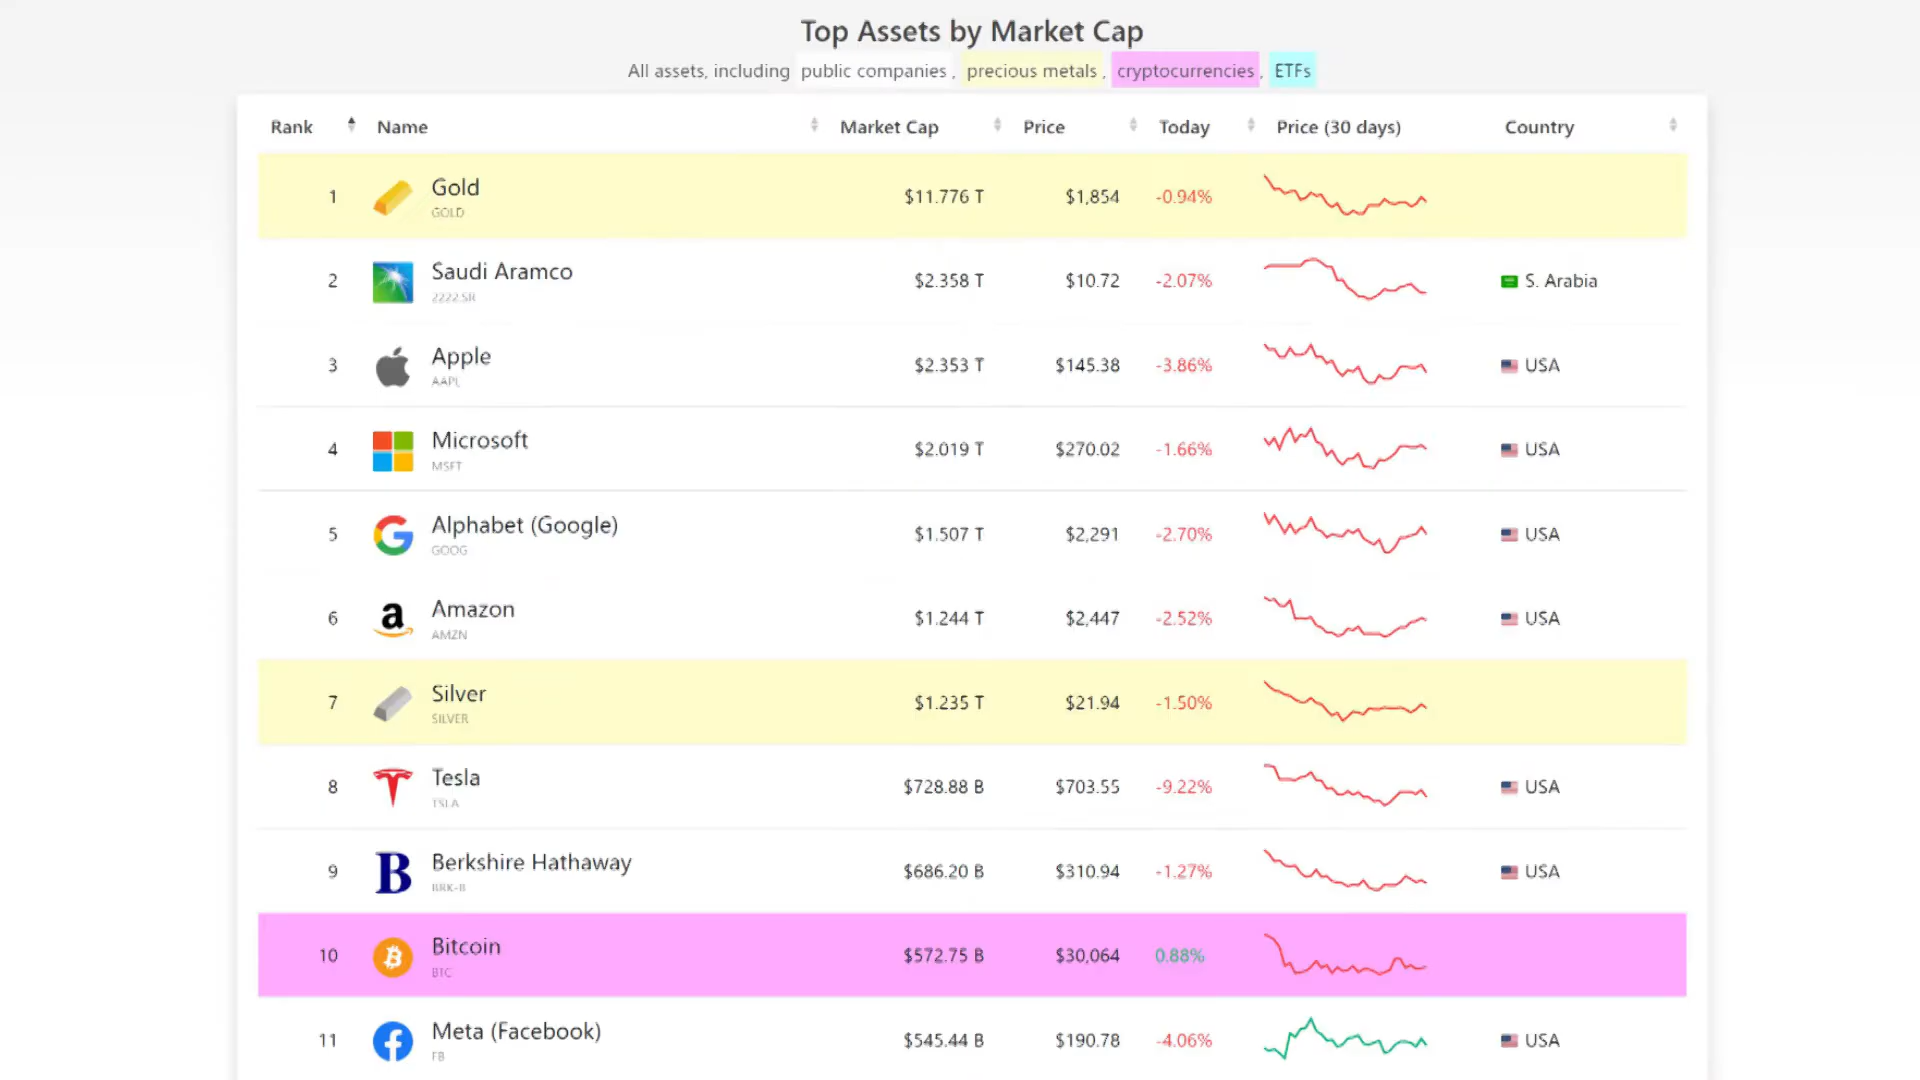 Top Assets by Market Cap
All assets, including public companies, precious metals, cryptocurrencies, ETFs
Rank Name Market Cap Price Today Price (30 days) Country
1 Gold $11.776 T $1,854 -0.94%
GOLD
2 Saudi Aramco $2.358 T $10.72 -2.07% S. Arabia
2222.SR
3 Apple $2.353 T $145.38 -3.86% USA
AAPL
4 Microsoft $2.019 T $270.02 -1.66% USA
MSFT
5 Alphabet (Google) $1.507 T $2,291 -2.70% USA
GOOG
6 Amazon $1.244 T $2,447 -2.52% USA
AMZN
7 Silver $1.235 T $21.94 -1.50%
SILVER
8 Tesla $728.88 B $703.55 -9.22% USA
TSLA
9 Berkshire Hathaway $686.20 B $310.94 -1.27% USA
BRK-B
10 Bitcoin $572.75 B $30,064 0.88%
BTC
11 Meta (Facebook) $545.44 B $190.78 -4.06% USA
FB